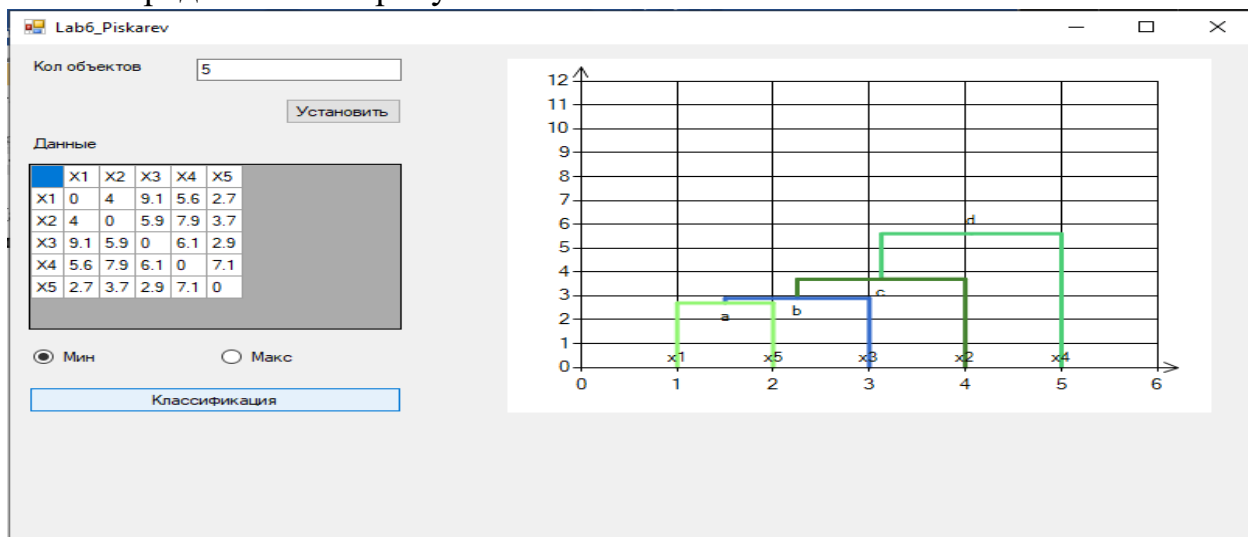 Lab6_Piskarev
Кол объектов 5
Установить
Данные
X1 X2 X3 X4 X5
X1 0 4 9.1 5.6 2.7
X2 4 0 5.9 7.9 3.7
X3 9.1 5.9 0 6.1 2.9
X4 5.6 7.9 6.1 0 7.1
X5 2.7 3.7 2.9 7.1 0
Мин Макс
Классификация
12
11
10
9
8
7
6
5
4
3
2
1
0
d
c
b
a
x1 x5 x3 x2 x4
0 1 2 3 4 5 6